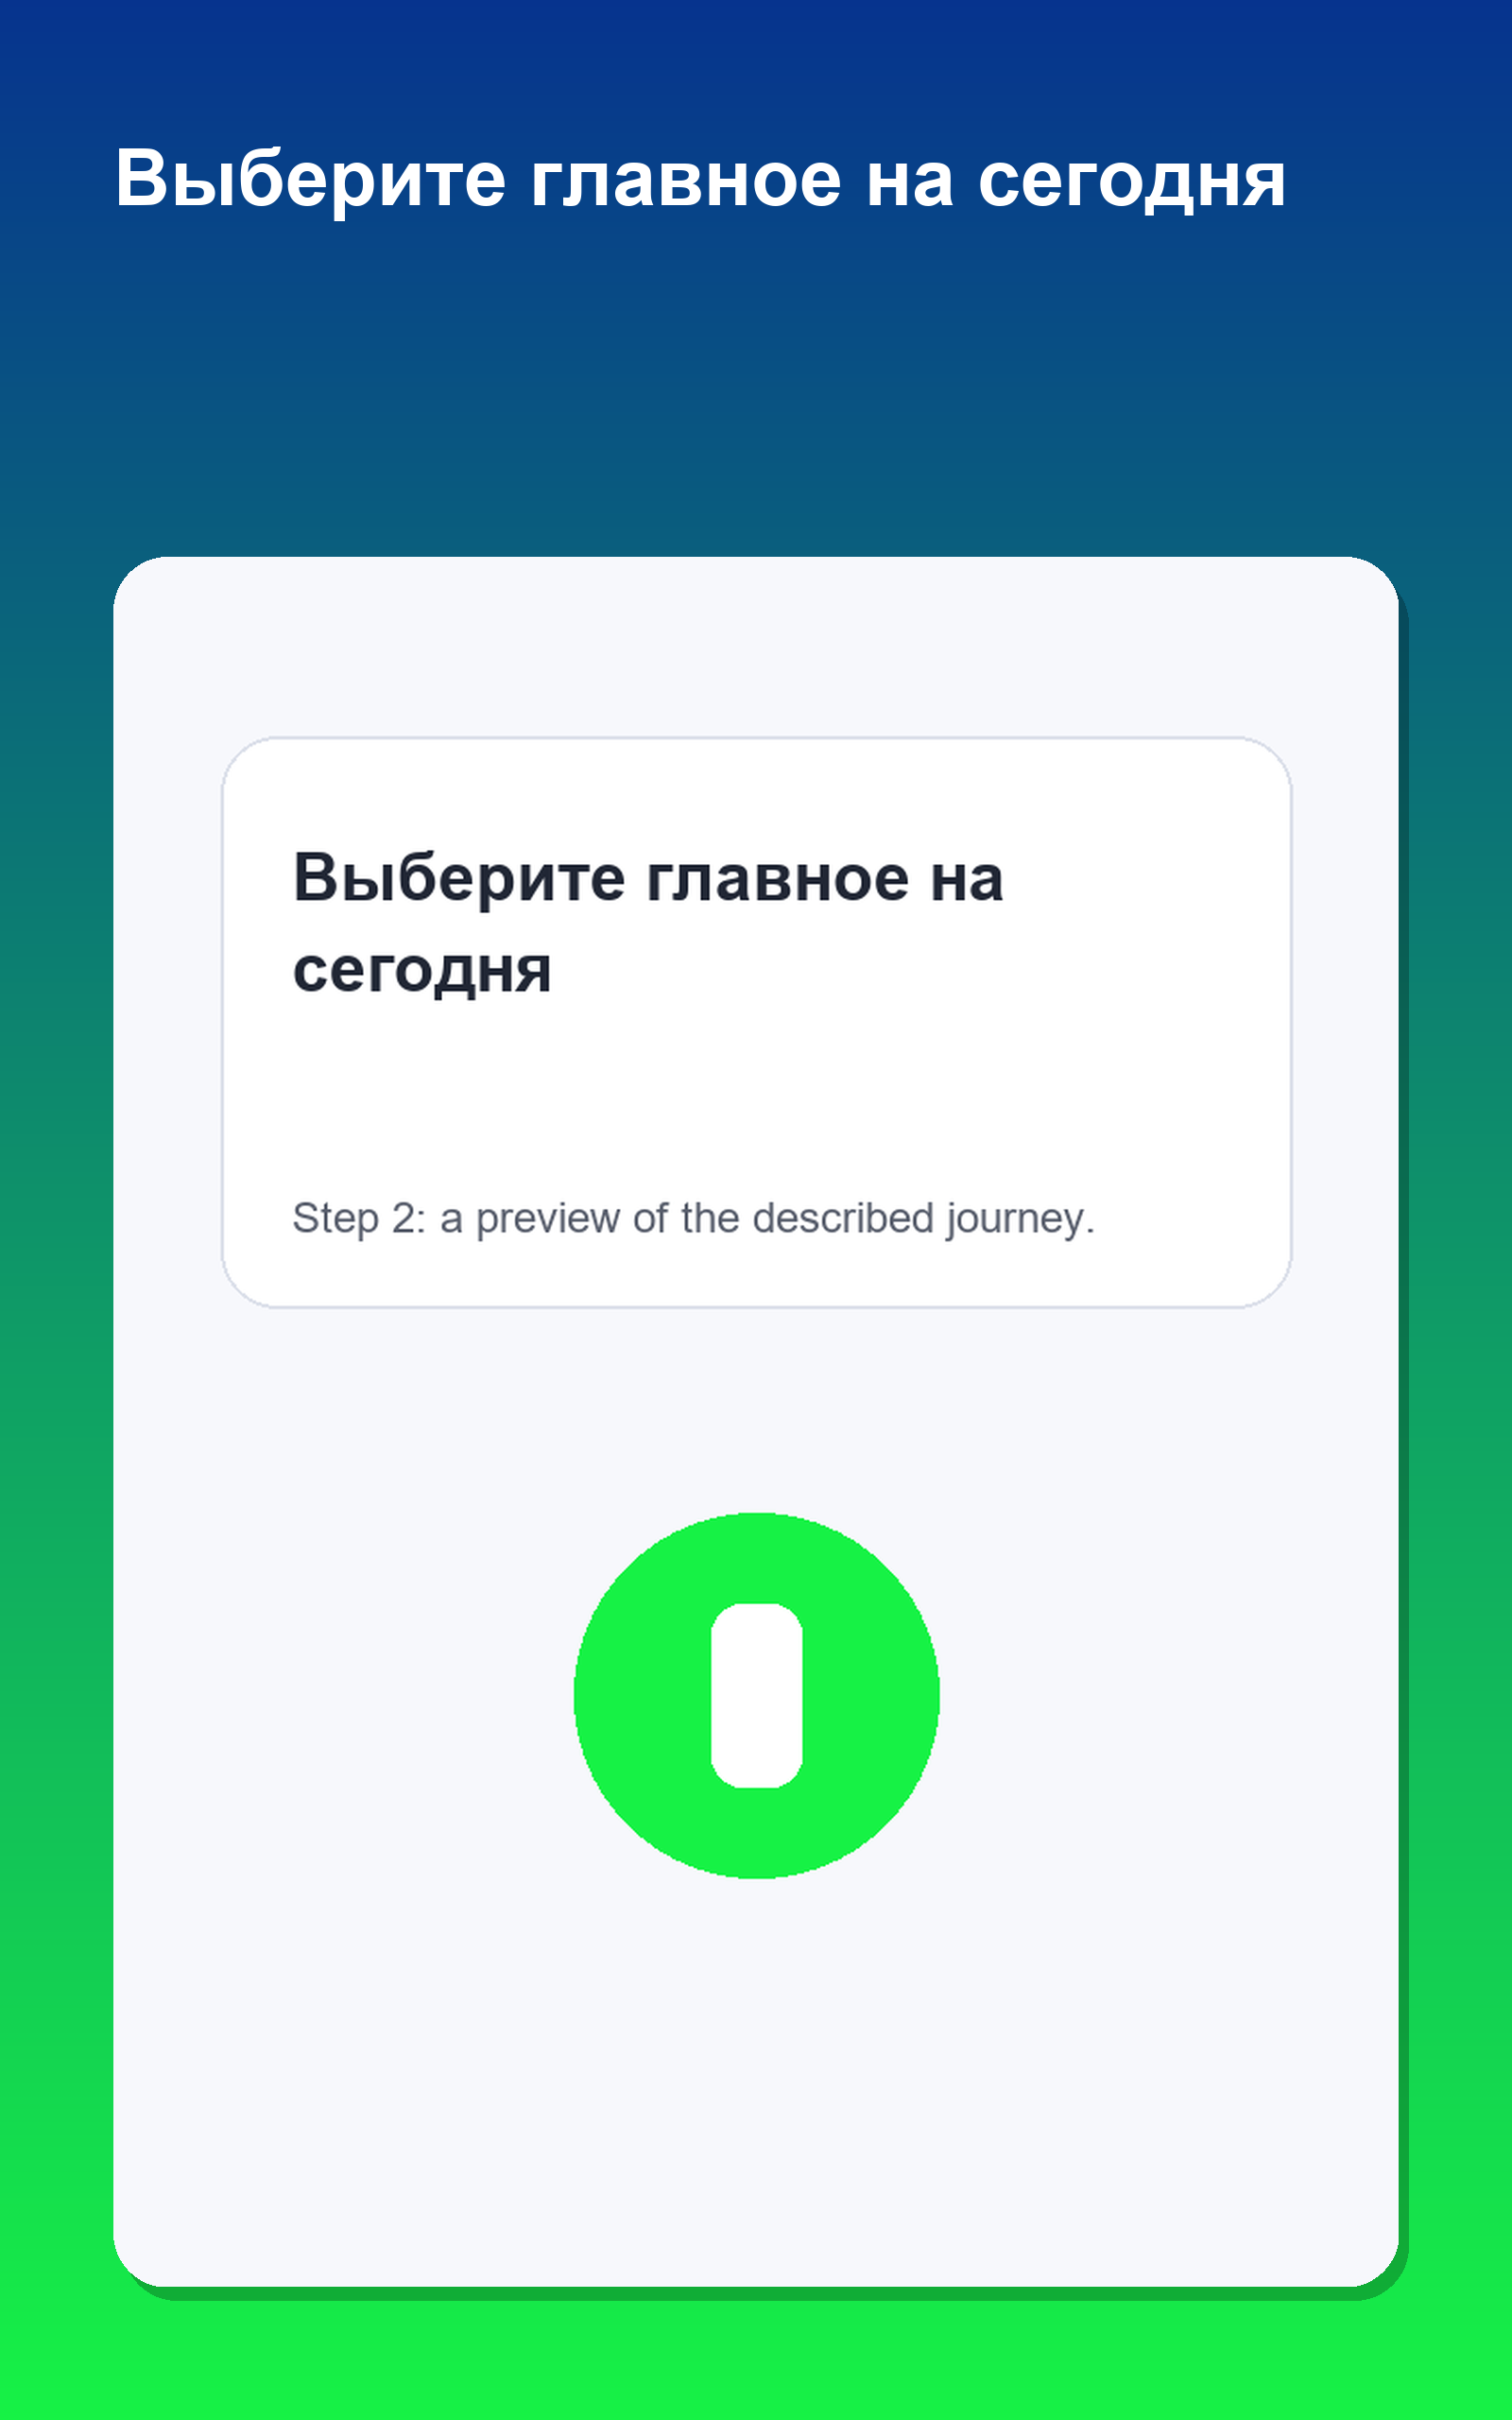 Выберите главное на сегодня
Выберите главное на
сегодня
Step 2: a preview of the described journey.